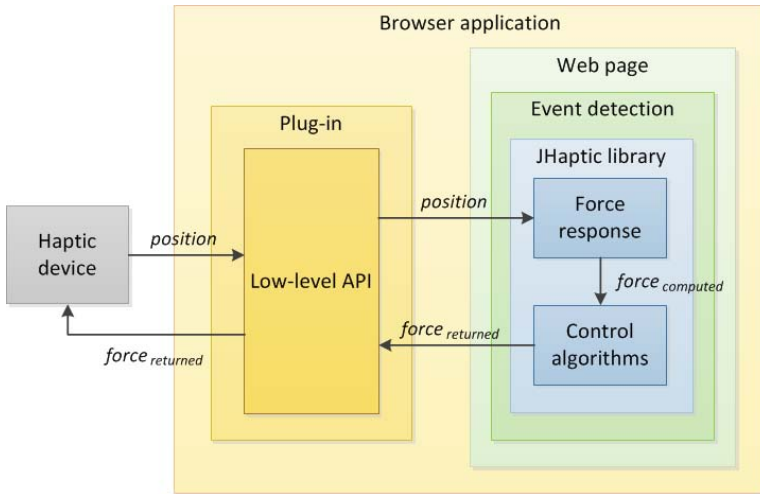 Browser application
Web page
Event detection
Plug-in
JHaptic library
Force
response
position
position
Haptic
device
Low-level API
force computed
force returned
Control
algorithms
force returned